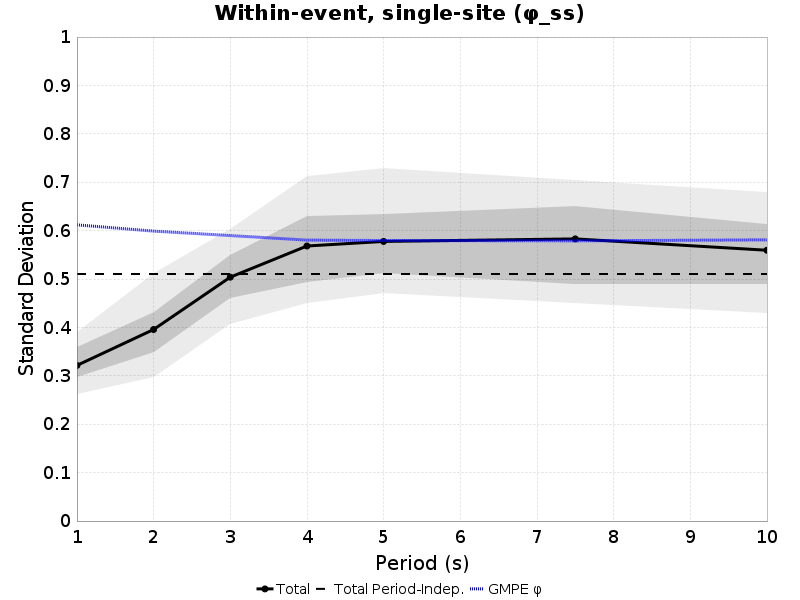 Within-event, single-site (φ_ss)
1
0.9
0.8
0.7
0.6
0.5
0.4
0.3
0.2
0.1
0
Standard Deviation
1 2 3 4 5 6 7 8 9 10
Period (s)
Total Total Period-Indep. GMPE φ